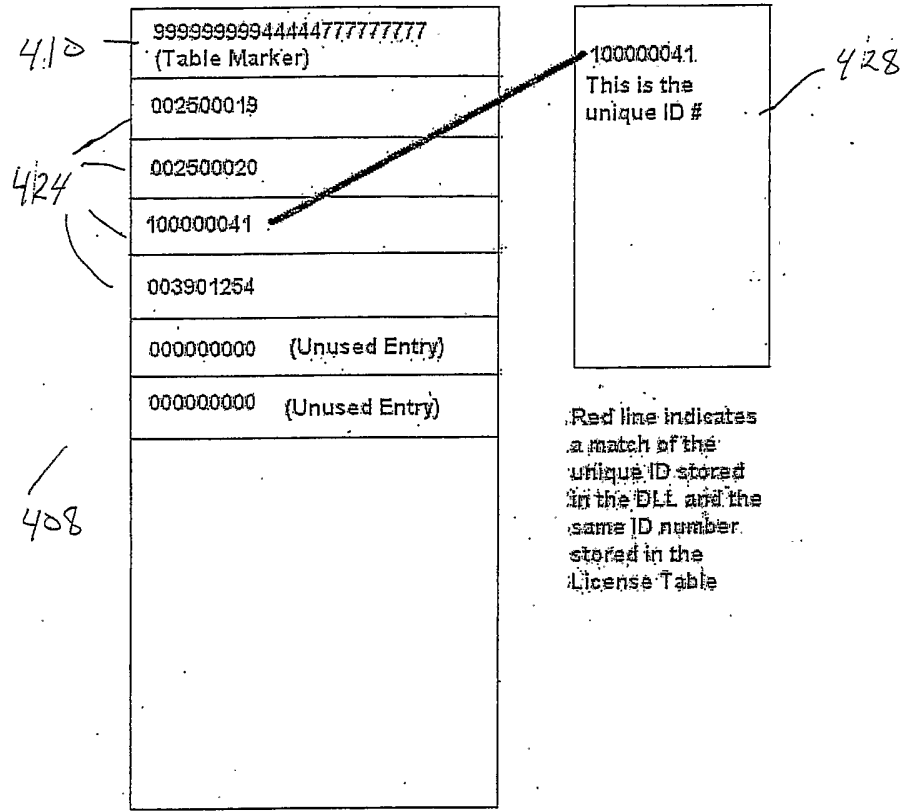 410
99999999944444777777777
(Table Marker)
002500019
002500020
424
100000041
003901254
000000000 (Unused Entry)
000000000 (Unused Entry)
408
100000041.
This is the
unique ID #
428
Red line indicates
a match of the
unique ID stored
in the DLL and the
same ID number
stored in the
License Table